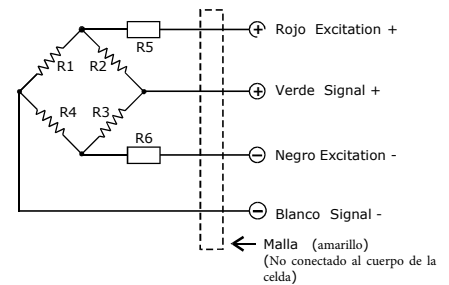 Rojo Excitation +
R5
R1
R2
Verde Signal +
R4
R3
R6
Negro Excitation -
Blanco Signal -
Malla (amarillo)
(No conectado al cuerpo de la
celda)